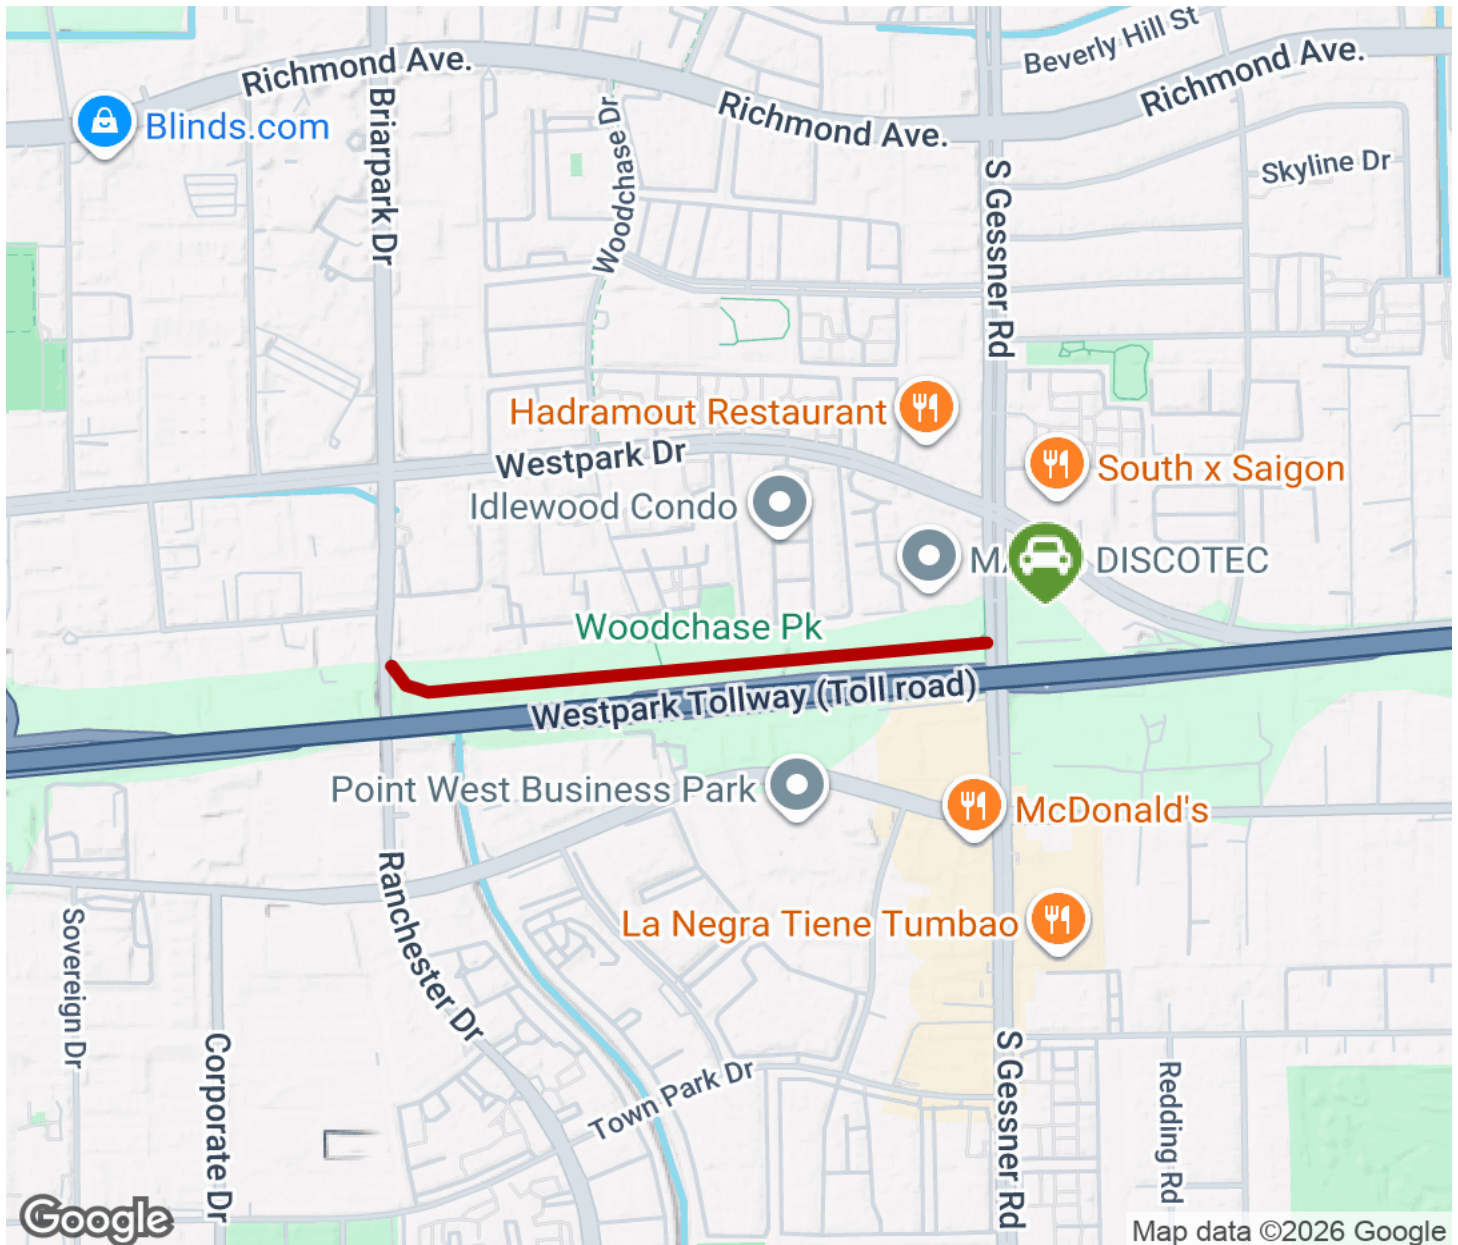 Beverly Hill St
Richmond Ave.
Richmond Ave.
Richmond Ave.
Blinds.com
Briarpark Dr
Woodchase Dr
S Gessner Rd
Skyline Dr
Hadramout Restaurant
Westpark Dr
South x Saigon
Idlewood Condo
DISCOTEC
Woodchase Pk
Westpark Tollway (Toll road)
Point West Business Park
McDonald's
Ranchester Dr
La Negra Tiene Tumbao
Sovereign Dr
Corporate Dr
Town Park Dr
S Gessner Rd
Redding Rd
Google
Map data ©2026 Google